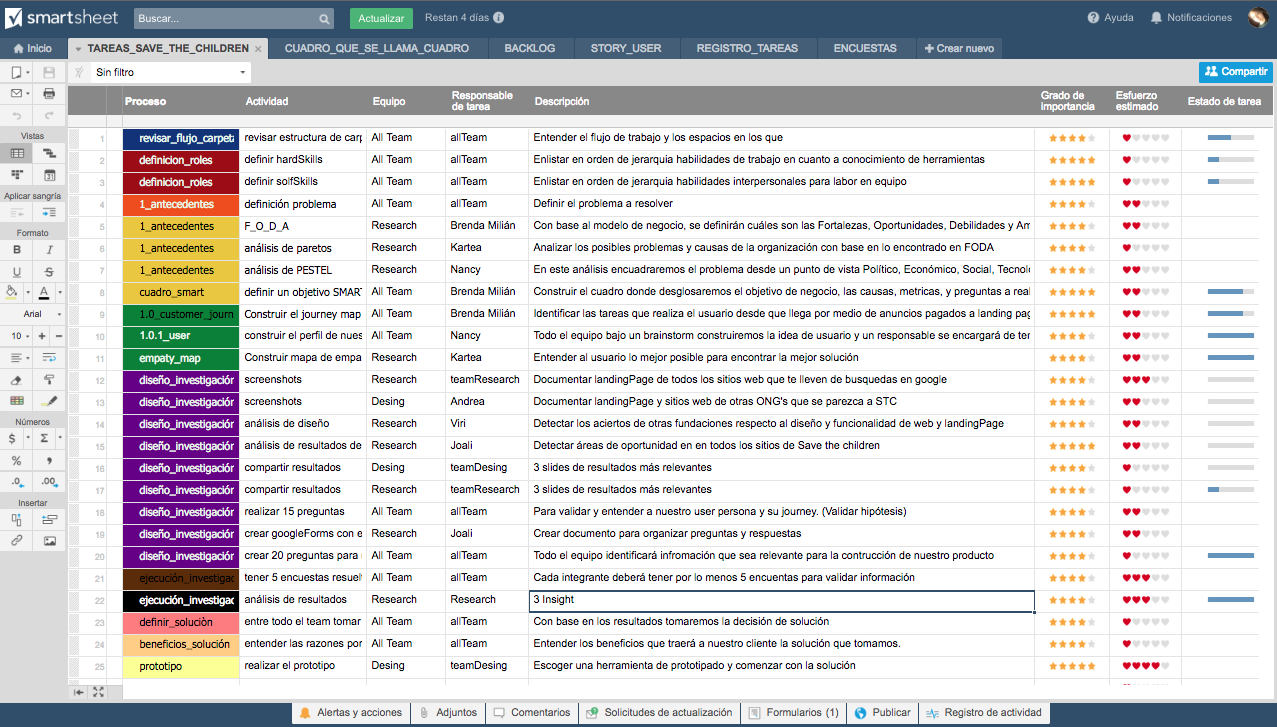 smartsheet Buscar... Actualizar Restan 4 días Ayuda Notificaciones
Inicio TAREAS_SAVE_THE_CHILDREN CUADRO_QUE_SE_LLAMA_CUADRO BACKLOG STORY_USER REGISTRO_TAREAS ENCUESTAS Crear nuevo
Sin filtro Compartir
Proceso Actividad Equipo Responsable de tarea Descripción Grado de importancia Esfuerzo estimado Estado de tarea
1 revisar_flujo_carpeta revisar estructura de carp All Team allTeam Entender el flujo de trabajo y los espacios en los que
2 definicion_roles definir hardSkills All Team allTeam Enlistar en orden de jerarquia habilidades de trabajo en cuanto a conocimiento de herramientas
3 definicion_roles definir solfSkills All Team allTeam Enlistar en orden de jerarquia habilidades interpersonales para labor en equipo
4 1_antecedentes definición problema All Team allTeam Definir el problema a resolver
5 1_antecedentes F_O_D_A Research Brenda Milián Con base al modelo de negocio, se definirán cuáles son las Fortalezas, Oportunidades, Debilidades y Am
6 1_antecedentes análisis de paretos Research Kartea Analizar los posibles problemas y causas de la organización con base en lo encontrado en FODA
7 1_antecedentes análisis de PESTEL Research Nancy En este análisis encuadraremos el problema desde un punto de vista Político, Económico, Social, Tecnol
8 cuadro_smart definir un objetivo SMAR All Team Brenda Milián Construir el cuadro donde desglosaremos el objetivo de negocio, las causas, metricas, y preguntas a real
9 1.0_customer_journ Construir el journey map All Team Brenda Milián Identificar las tareas que realiza el usuario desde que llega por medio de anuncios pagados a landing pag
10 1.0.1_user construir el perfil de nue All Team Nancy Todo el equipo bajo un brainstorm construiremos la idea de usuario y un responsable se encargará de ter
11 empaty_map Construir mapa de empa Research Kartea Entender al usuario lo mejor posible para encontrar la mejor solución
12 diseño_investigación screenshots Research teamResearch Documentar landingPage de todos los sitios web que te lleven de busquedas en google
13 diseño_investigación screenshots Desing Andrea Documentar landingPage y sitios web de otras ONG's que se parezca a STC
14 diseño_investigación análisis de diseño Research Viri Detectar los aciertos de otras fundaciones respecto al diseño y funcionalidad de web y landingPage
15 diseño_investigación análisis de resultados de Research Joali Detectar áreas de oportunidad en en todos los sitios de Save the children
16 diseño_investigación compartir resultados Desing teamDesing 3 slides de resultados más relevantes
17 diseño_investigación compartir resultados Research teamResearch 3 slides de resultados más relevantes
18 diseño_investigación realizar 15 preguntas All Team allTeam Para validar y entender a nuestro user persona y su journey. (Validar hipótesis)
19 diseño_investigación crear googleForms con e Research Joali Crear documento para organizar preguntas y respuestas
20 diseño_investigación crear 20 preguntas para All Team allTeam Todo el equipo identificará infromación que sea relevante para la contrucción de nuestro producto
21 ejecución_investigac tener 5 encuestas resuel All Team allTeam Cada integrante deberá tener por lo menos 5 encuentas para validar información
22 ejecución_investigac análisis de resultados Research Research 3 Insight
23 definir_soluciòn entre todo el team tomar All Team allTeam Con base en los resultados tomaremos la decisión de solución
24 beneficios_solución entender las razones por All Team allTeam Entender los beneficios que traerá a nuestro cliente la solución que tomamos.
25 prototipo realizar el prototipo Desing teamDesing Escoger una herramienta de prototipado y comenzar con la solución
Vistas
31
Aplicar sangría
Formato
B I
U S
A
Arial
10 + −
Números
$ Σ
% ,
.0 .00
Insertar
Alertas y acciones Adjuntos Comentarios Solicitudes de actualización Formularios (1) Publicar Registro de actividad